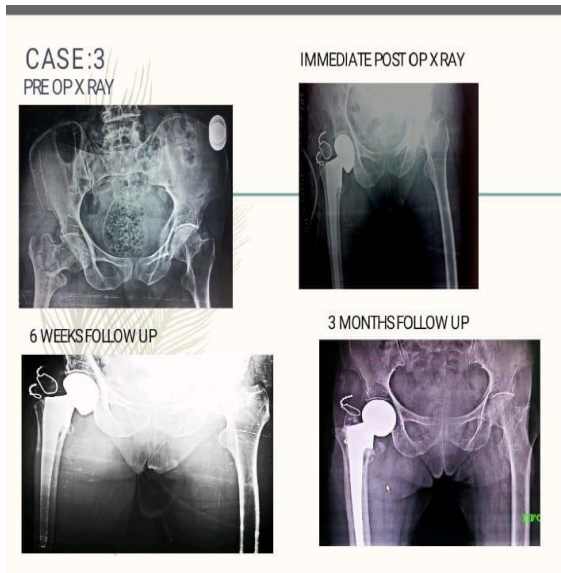 CASE:3
PRE OP X RAY
IMMEDIATE POST OP X RAY
6 WEEKS FOLLOW UP
3 MONTHS FOLLOW UP